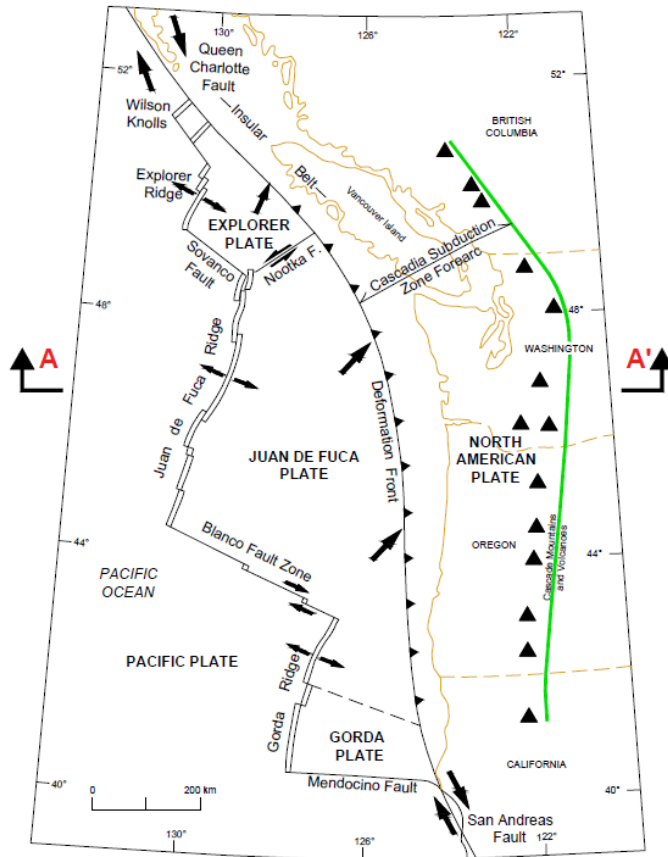 130°
126°
122°
52°
52°
Queen
Charlotte
Fault
Wilson
Knolls
Insular
Belt
BRITISH
COLUMBIA
Explorer
Ridge
Vancouver Island
EXPLORER
PLATE
Sovanco
Fault
Nootka F.
Cascadia Subduction
Zone Forearc
48°
48°
A
A'
WASHINGTON
Juan de Fuca Ridge
Deformation Front
JUAN DE FUCA
PLATE
NORTH
AMERICAN
PLATE
44°
44°
Blanco Fault Zone
OREGON
Cascade Mountains
and Volcanoes
PACIFIC
OCEAN
PACIFIC PLATE
Gorda Ridge
GORDA
PLATE
CALIFORNIA
40°
40°
0 200 km
Mendocino Fault
San Andreas
Fault
130°
126°
122°